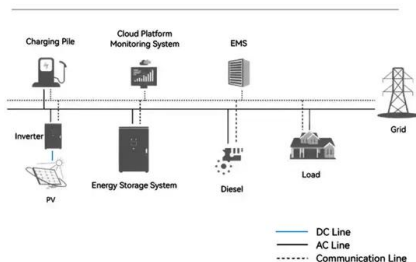 Charging Pile
Cloud Platform
Monitoring System
EMS
Grid
Inverter
PV
Energy Storage System
Diesel
Load
DC Line
AC Line
Communication Line